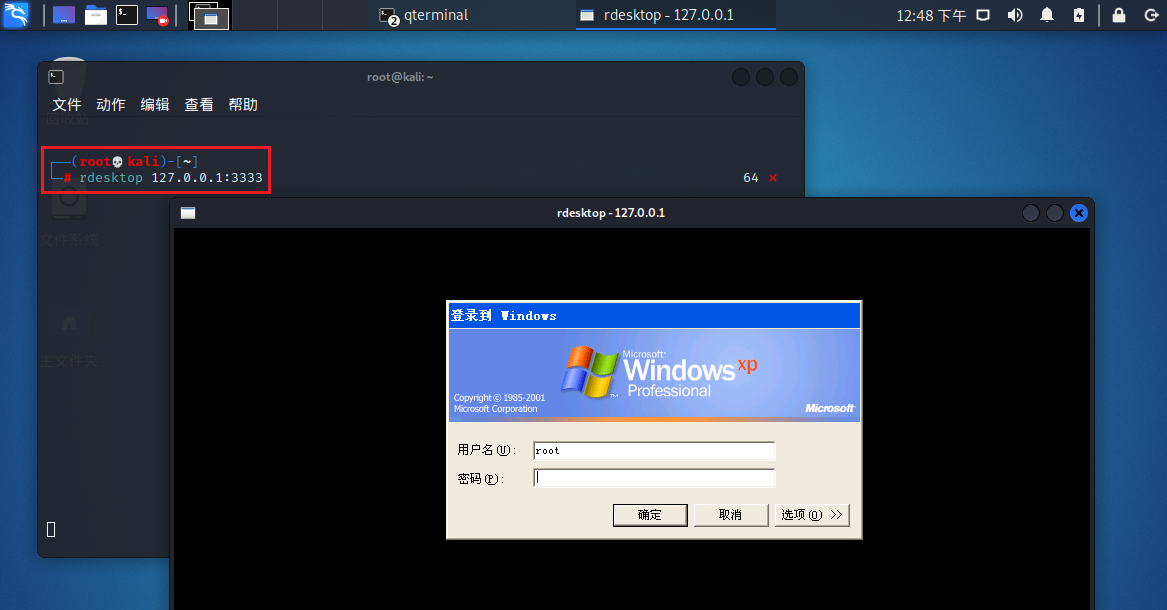 qterminal
rdesktop - 127.0.0.1
12:48 下午
root@kali: ~
文件 动作 编辑 查看 帮助
回收站
(root💀kali)-[~]
# rdesktop 127.0.0.1:3333
64 ×
rdesktop - 127.0.0.1
文件系统
登录到 Windows
Microsoft®
Windows xp
Professional
Copyright © 1985-2001
Microsoft Corporation
Microsoft®
主文件夹
用户名(U):
root
密码(P):
确定 取消 选项(O) >>